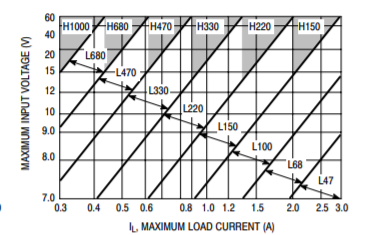 60
40
20
15
12
10
9.0
8.0
7.0
MAXIMUM INPUT VOLTAGE (V)
H1000 H680 H470 H330 H220 H150
L680
L470
L330
L220
L150
L100
L68
L47
0.3 0.4 0.5 0.6 0.8 1.0 1.2 1.5 2.0 2.5 3.0
IL, MAXIMUM LOAD CURRENT (A)